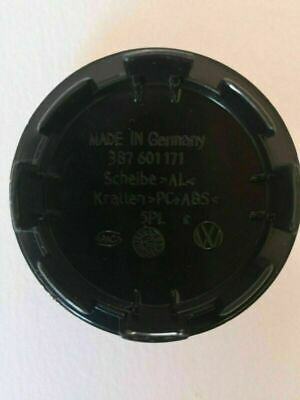 MADE IN Germany
3B7 601 171
Scheibe >AL<
Krallen >PC+ABS<
5PL